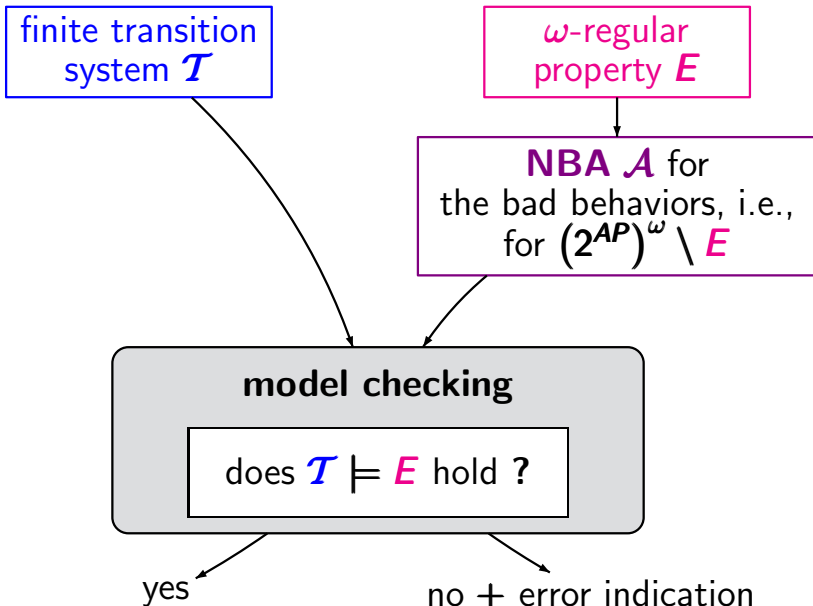 finite transition
system 𝒯
ω-regular
property E
NBA 𝒜 for
the bad behaviors, i.e.,
for (2^AP)^ω \ E
model checking
does 𝒯 ⊨ E hold ?
yes
no + error indication